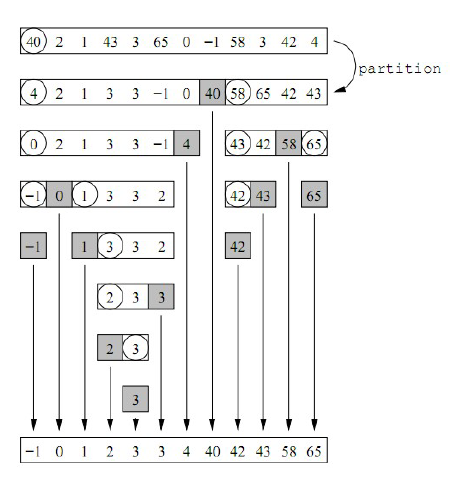 40 2 1 43 3 65 0 −1 58 3 42 4
partition
4 2 1 3 3 −1 0 40 58 65 42 43
0 2 1 3 3 −1 4 43 42 58 65
−1 0 1 3 3 2 42 43 65
−1 1 3 3 2 42
2 3 3
2 3
3
−1 0 1 2 3 3 4 40 42 43 58 65